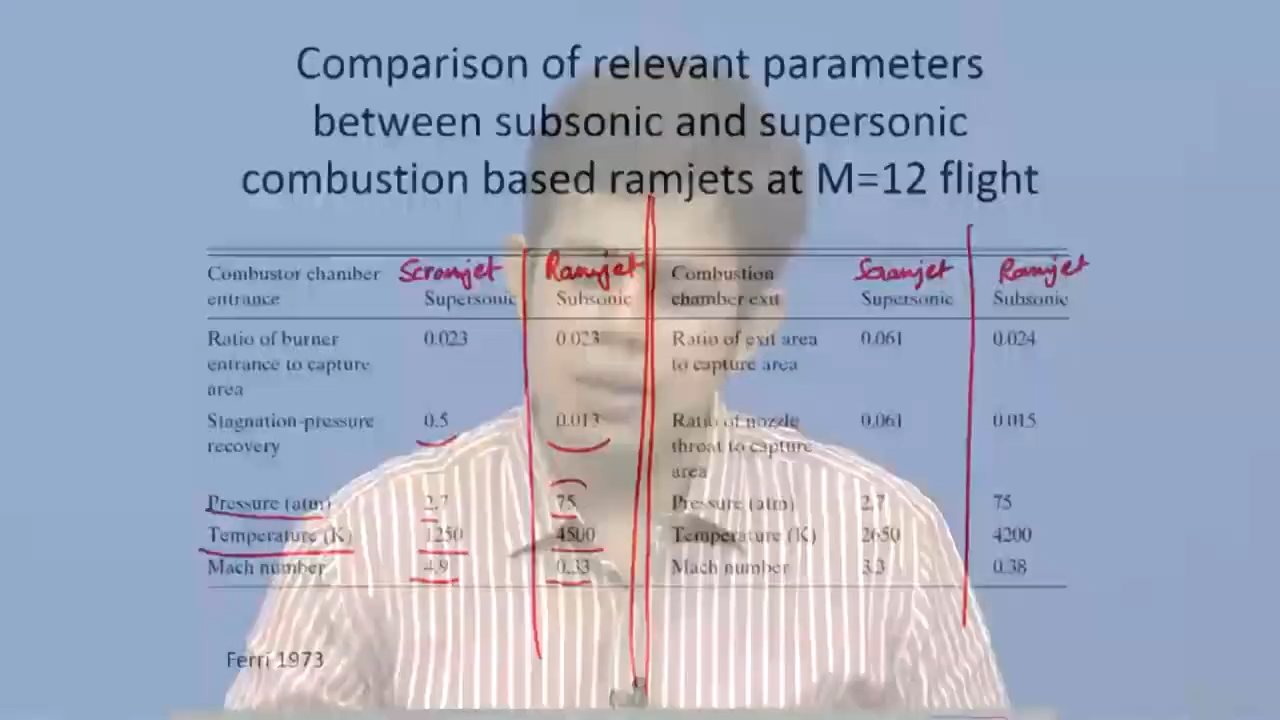 Comparison of relevant parameters
between subsonic and supersonic
combustion based ramjets at M=12 flight
Combustor chamber entrance Scramjet Supersonic Ramjet Subsonic Combustion chamber exit Scramjet Supersonic Ramjet Subsonic
Ratio of burner entrance to capture area 0.023 0.023 Ratio of exit area to capture area 0.061 0.024
Stagnation-pressure recovery 0.5 0.013 Ratio of nozzle throat to capture area 0.061 0.015
Pressure (atm) 2.7 75 Pressure (atm) 2.7 75
Temperature (K) 1250 4500 Temperature (K) 2650 4200
Mach number 4.9 0.33 Mach number 3.3 0.38
Ferri 1973